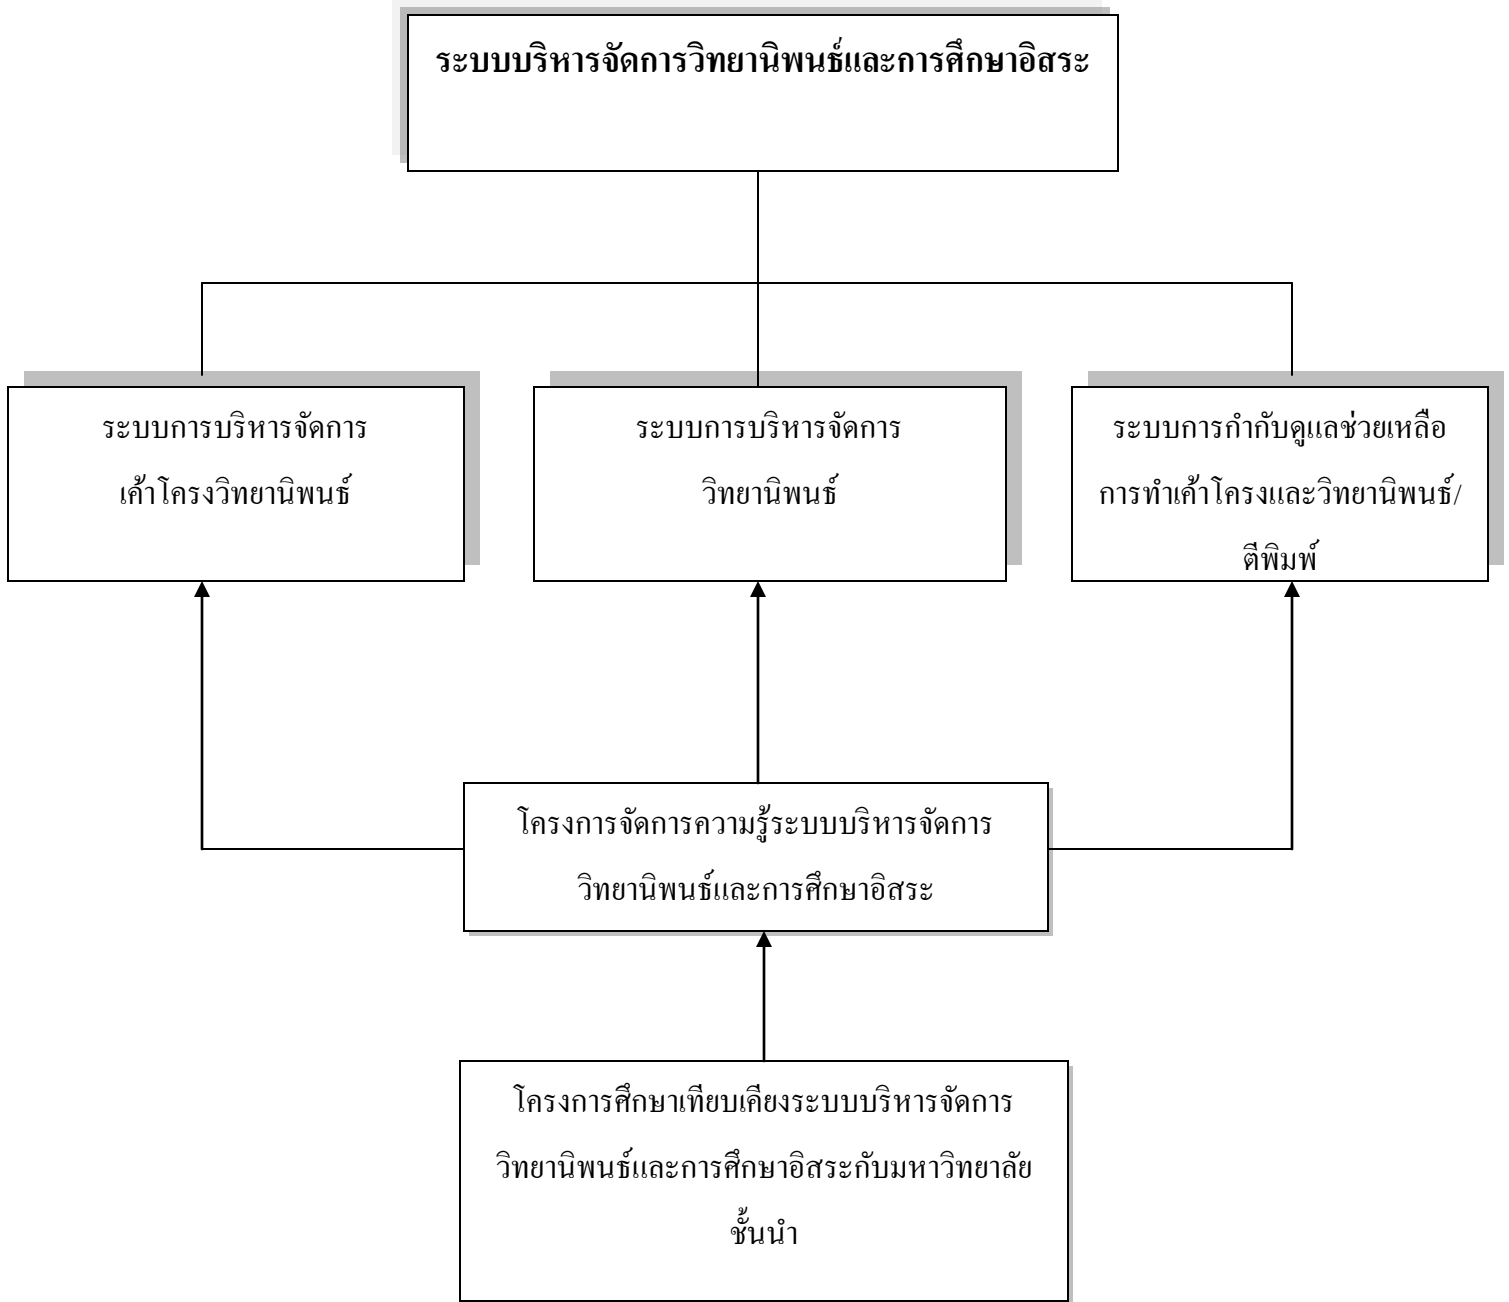 ระบบบริหารจัดการวิทยานิพนธ์และการศึกษาอิสระ
ระบบการบริหารจัดการ
เค้าโครงวิทยานิพนธ์
ระบบการบริหารจัดการ
วิทยานิพนธ์
ระบบการกำกับดูแลช่วยเหลือ
การทำเค้าโครงและวิทยานิพนธ์/
ตีพิมพ์
โครงการจัดการความรู้ระบบบริหารจัดการ
วิทยานิพนธ์และการศึกษาอิสระ
โครงการศึกษาเทียบเคียงระบบบริหารจัดการ
วิทยานิพนธ์และการศึกษาอิสระกับมหาวิทยาลัย
ชั้นนำ